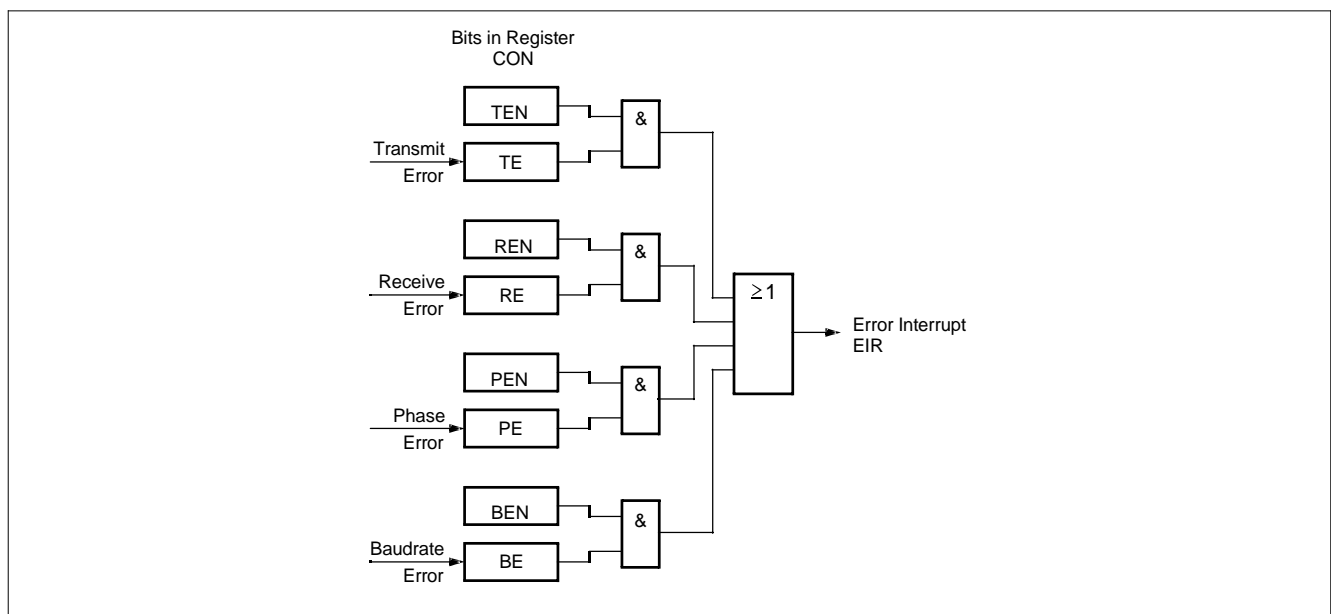 Bits in Register
CON
TEN
&
Transmit
TE
Error
REN
&
Receive
RE
Error
≥1
Error Interrupt
EIR
PEN
&
Phase
PE
Error
BEN
&
Baudrate
BE
Error